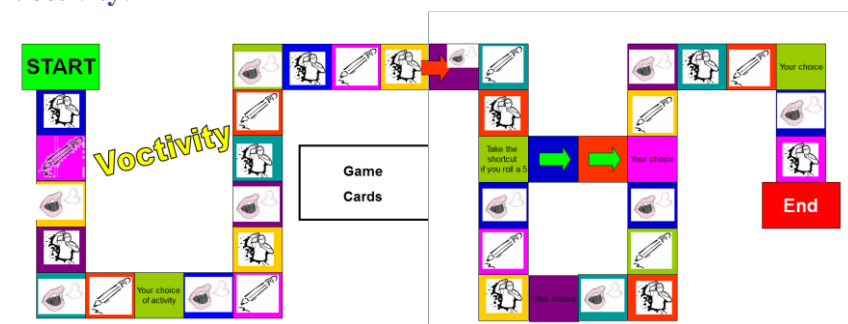 START
Voctivity
Game
Cards
Your choice
of activity
Take the
shortcut
if you roll a 5
Your choice
Your choice
Your choice
End